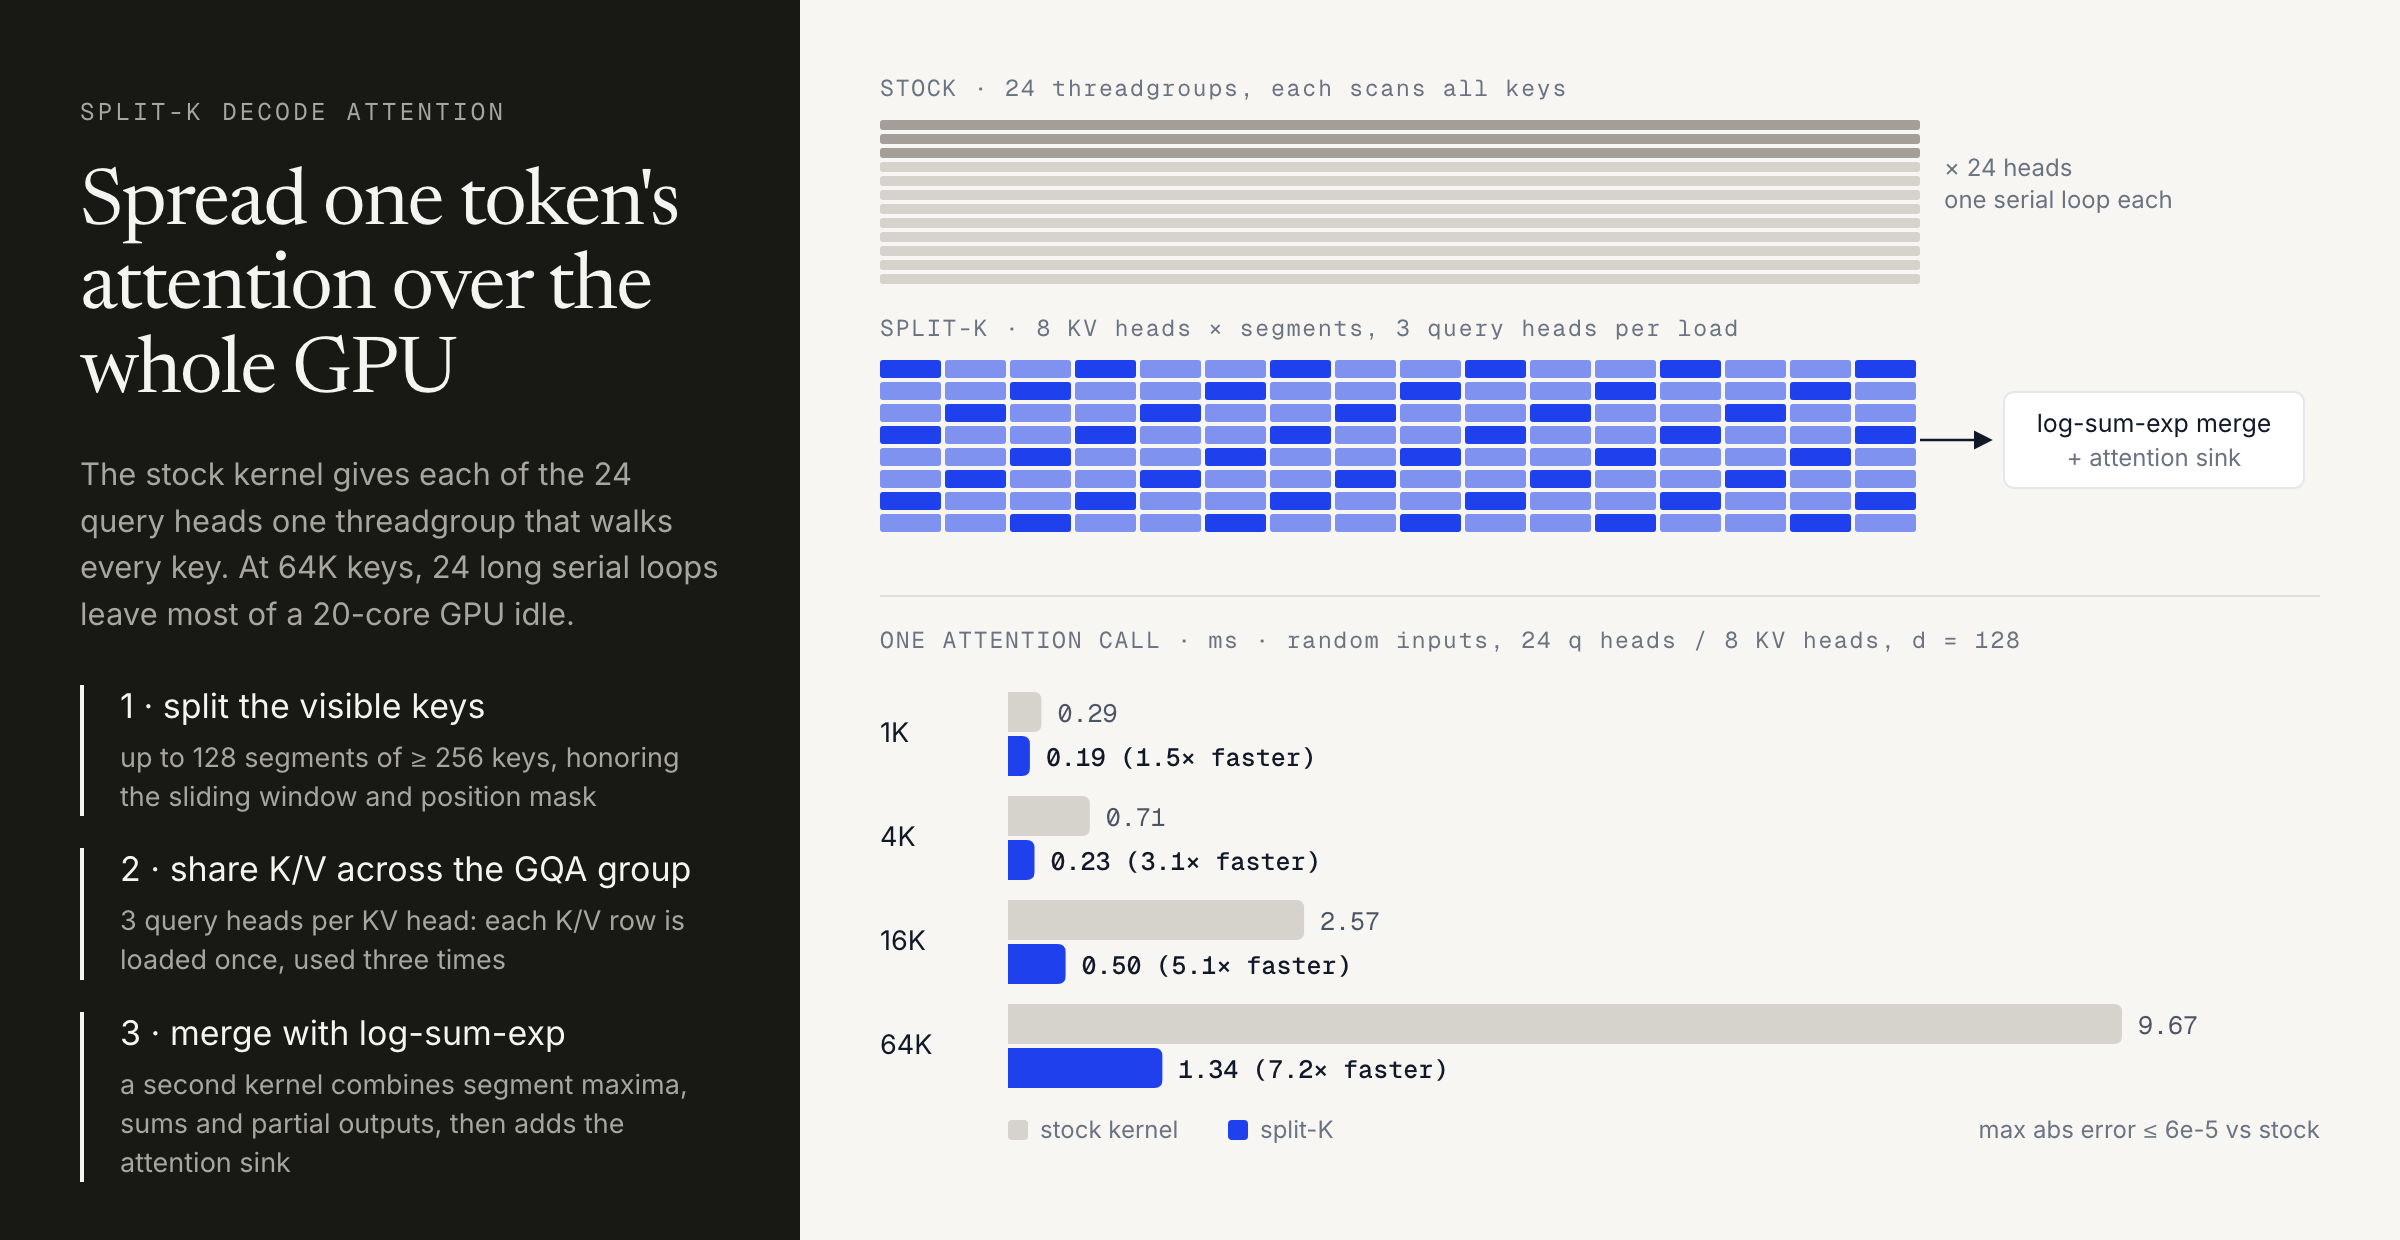 SPLIT-K DECODE ATTENTION
Spread one token's
attention over the
whole GPU
The stock kernel gives each of the 24
query heads one threadgroup that walks
every key. At 64K keys, 24 long serial loops
leave most of a 20-core GPU idle.
1 · split the visible keys
up to 128 segments of ≥ 256 keys, honoring
the sliding window and position mask
2 · share K/V across the GQA group
3 query heads per KV head: each K/V row is
loaded once, used three times
3 · merge with log-sum-exp
a second kernel combines segment maxima,
sums and partial outputs, then adds the
attention sink
STOCK · 24 threadgroups, each scans all keys
× 24 heads
one serial loop each
SPLIT-K · 8 KV heads × segments, 3 query heads per load
log-sum-exp merge
+ attention sink
ONE ATTENTION CALL · ms · random inputs, 24 q heads / 8 KV heads, d = 128
1K
0.29
0.19 (1.5× faster)
4K
0.71
0.23 (3.1× faster)
16K
2.57
0.50 (5.1× faster)
64K
9.67
1.34 (7.2× faster)
stock kernel
split-K
max abs error ≤ 6e-5 vs stock